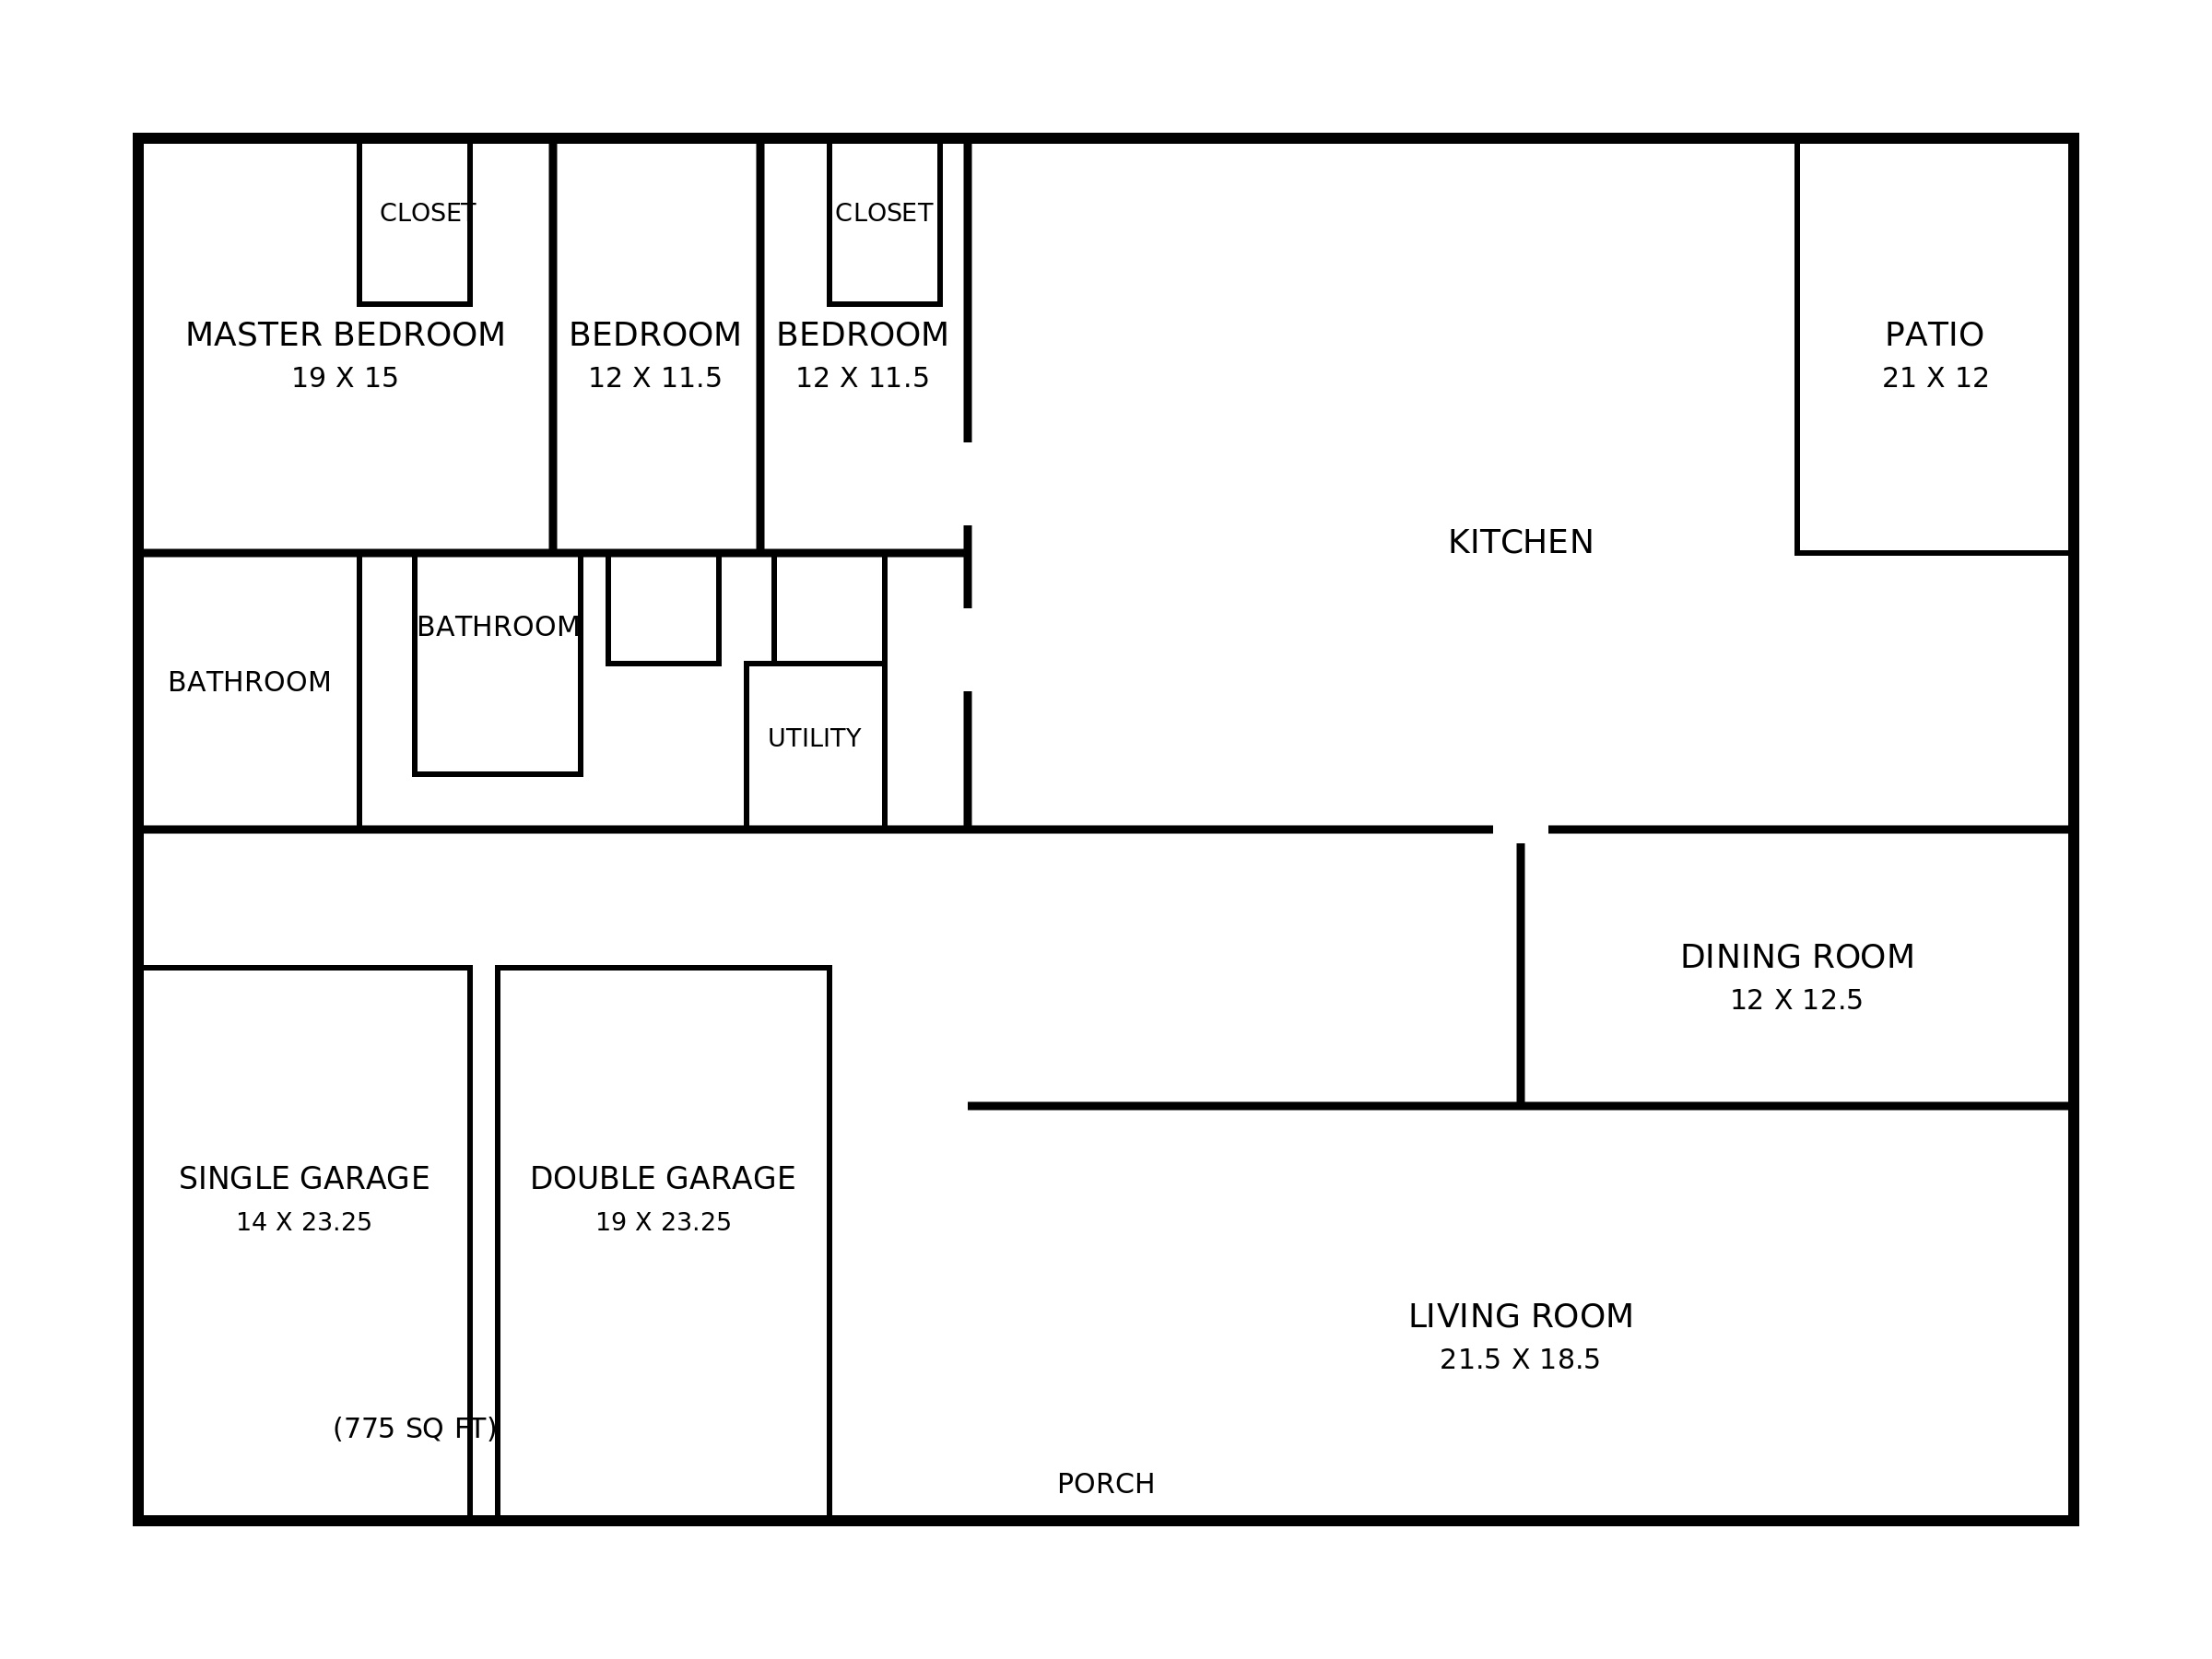 CLOSET
CLOSET
MASTER BEDROOM
19 X 15
BEDROOM
12 X 11.5
BEDROOM
12 X 11.5
PATIO
21 X 12
KITCHEN
BATHROOM
BATHROOM
UTILITY
DINING ROOM
12 X 12.5
SINGLE GARAGE
14 X 23.25
DOUBLE GARAGE
19 X 23.25
LIVING ROOM
21.5 X 18.5
(775 SQ FT)
PORCH